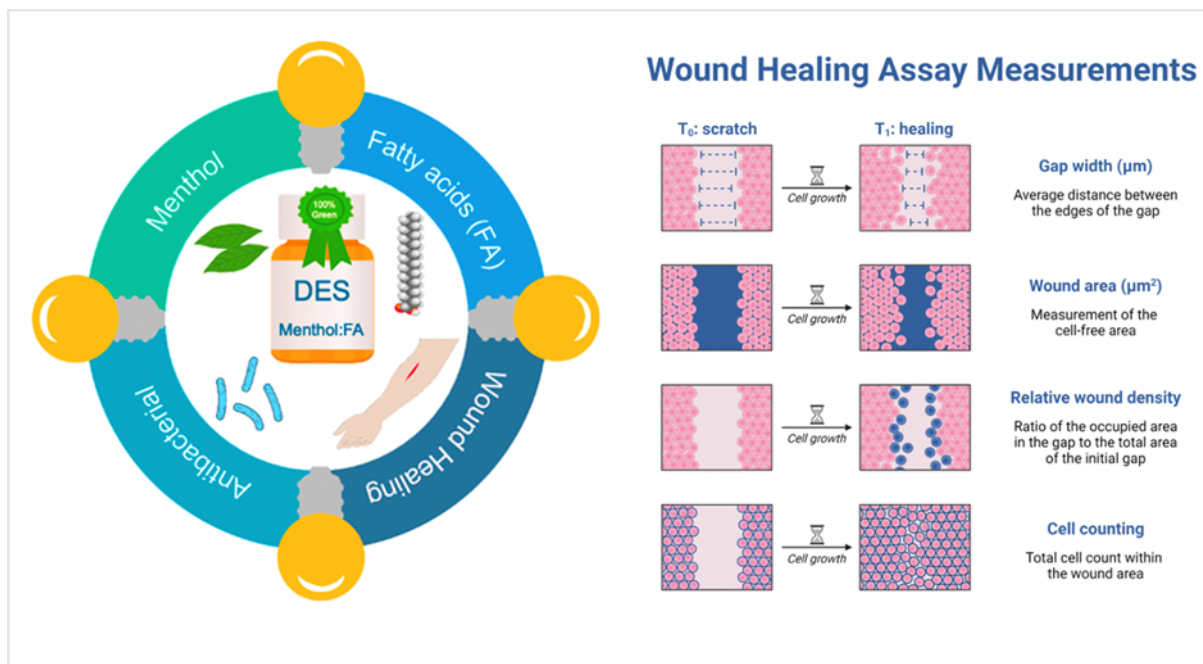 Menthol
Fatty acids (FA)
Antibacterial
Wound Healing
100%
Green
DES
Menthol:FA
Wound Healing Assay Measurements
T₀: scratch
T₁: healing
Cell growth
Gap width (µm)
Average distance between
the edges of the gap
Cell growth
Wound area (µm²)
Measurement of the
cell-free area
Cell growth
Relative wound density
Ratio of the occupied area
in the gap to the total area
of the initial gap
Cell growth
Cell counting
Total cell count within
the wound area